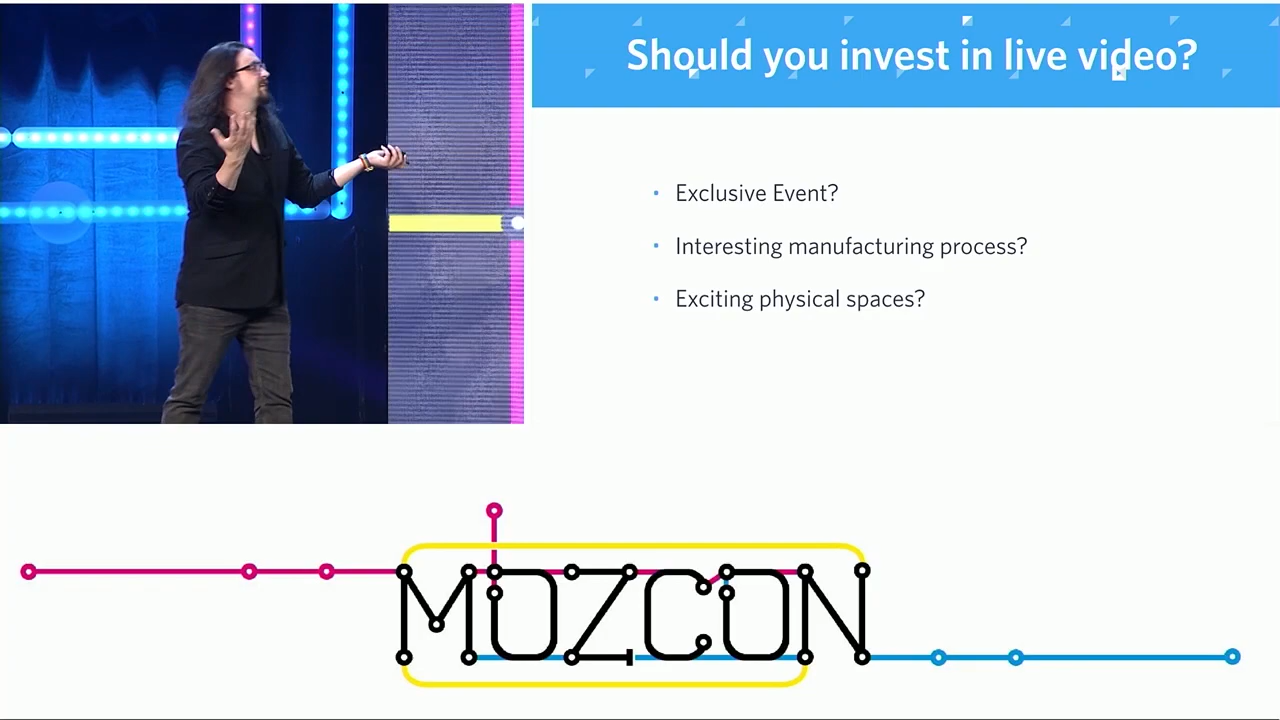 Should you invest in live video?
Exclusive Event?
Interesting manufacturing process?
Exciting physical spaces?
MOZCON